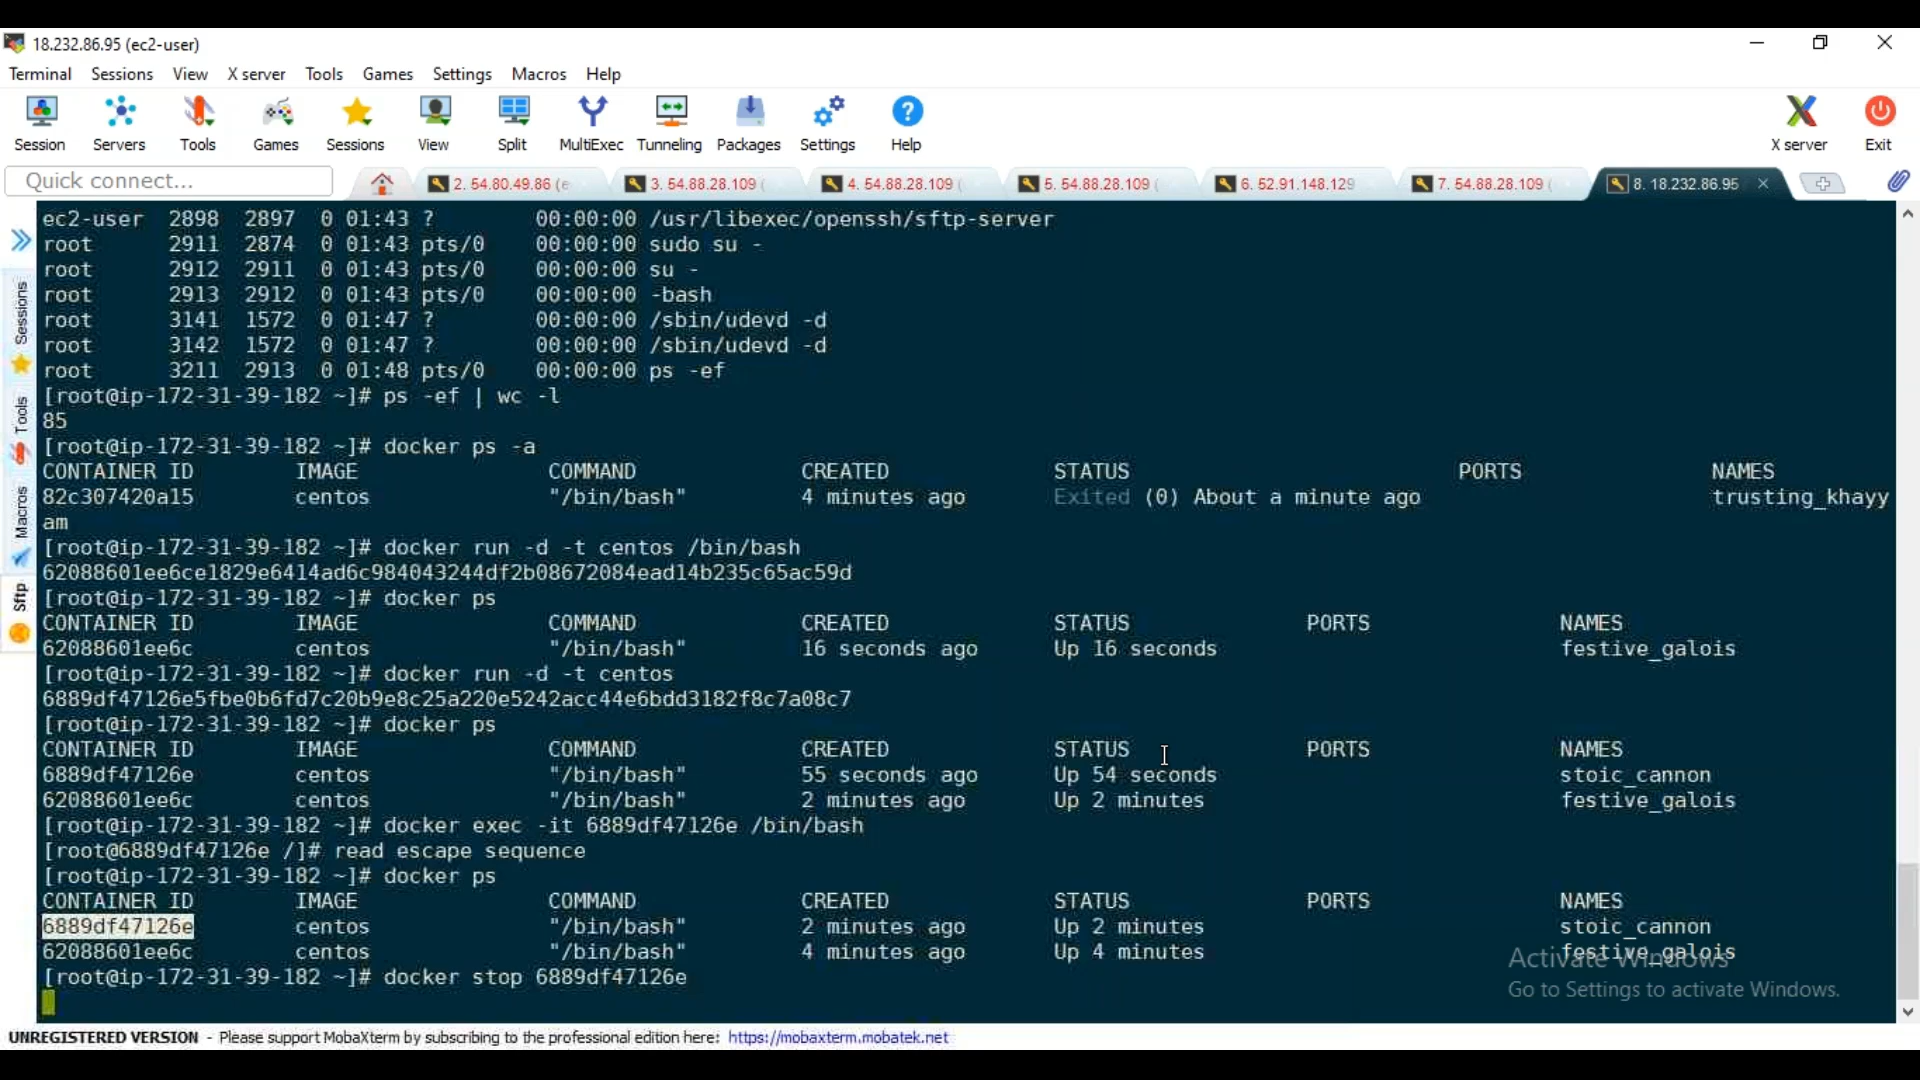 18.232.86.95 (ec2-user)
Terminal Sessions View X server Tools Games Settings Macros Help
Session Servers Tools Games Sessions View Split MultiExec Tunneling Packages Settings Help X server Exit
Quick connect... 2. 54.80.49.86 (e 3. 54.88.28.109 ( 4. 54.88.28.109 ( 5. 54.88.28.109 ( 6. 52.91.148.129 7. 54.88.28.109 ( 8. 18.232.86.95
Sessions
Tools
Macros
Sftp
ec2-user  2898  2897  0 01:43 ?        00:00:00 /usr/libexec/openssh/sftp-server
root      2911  2874  0 01:43 pts/0    00:00:00 sudo su -
root      2912  2911  0 01:43 pts/0    00:00:00 su -
root      2913  2912  0 01:43 pts/0    00:00:00 -bash
root      3141  1572  0 01:47 ?        00:00:00 /sbin/udevd -d
root      3142  1572  0 01:47 ?        00:00:00 /sbin/udevd -d
root      3211  2913  0 01:48 pts/0    00:00:00 ps -ef
[root@ip-172-31-39-182 ~]# ps -ef | wc -l
85
[root@ip-172-31-39-182 ~]# docker ps -a
CONTAINER ID        IMAGE               COMMAND             CREATED             STATUS                          PORTS               NAMES
82c307420a15        centos              "/bin/bash"         4 minutes ago       Exited (0) About a minute ago                       trusting_khayy
am
[root@ip-172-31-39-182 ~]# docker run -d -t centos /bin/bash
62088601ee6ce1829e6414ad6c984043244df2b08672084ead14b235c65ac59d
[root@ip-172-31-39-182 ~]# docker ps
CONTAINER ID        IMAGE               COMMAND             CREATED             STATUS              PORTS               NAMES
62088601ee6c        centos              "/bin/bash"         16 seconds ago      Up 16 seconds                           festive_galois
[root@ip-172-31-39-182 ~]# docker run -d -t centos
6889df47126e5fbe0b6fd7c20b9e8c25a220e5242acc44e6bdd3182f8c7a08c7
[root@ip-172-31-39-182 ~]# docker ps
CONTAINER ID        IMAGE               COMMAND             CREATED             STATUS              PORTS               NAMES
6889df47126e        centos              "/bin/bash"         55 seconds ago      Up 54 seconds                           stoic_cannon
62088601ee6c        centos              "/bin/bash"         2 minutes ago       Up 2 minutes                            festive_galois
[root@ip-172-31-39-182 ~]# docker exec -it 6889df47126e /bin/bash
[root@6889df47126e /]# read escape sequence
[root@ip-172-31-39-182 ~]# docker ps
CONTAINER ID        IMAGE               COMMAND             CREATED             STATUS              PORTS               NAMES
6889df47126e        centos              "/bin/bash"         2 minutes ago       Up 2 minutes                            stoic_cannon
62088601ee6c        centos              "/bin/bash"         4 minutes ago       Up 4 minutes                            festive_galois
[root@ip-172-31-39-182 ~]# docker stop 6889df47126e
Activate Windows
Go to Settings to activate Windows.
UNREGISTERED VERSION - Please support MobaXterm by subscribing to the professional edition here: https://mobaxterm.mobatek.net